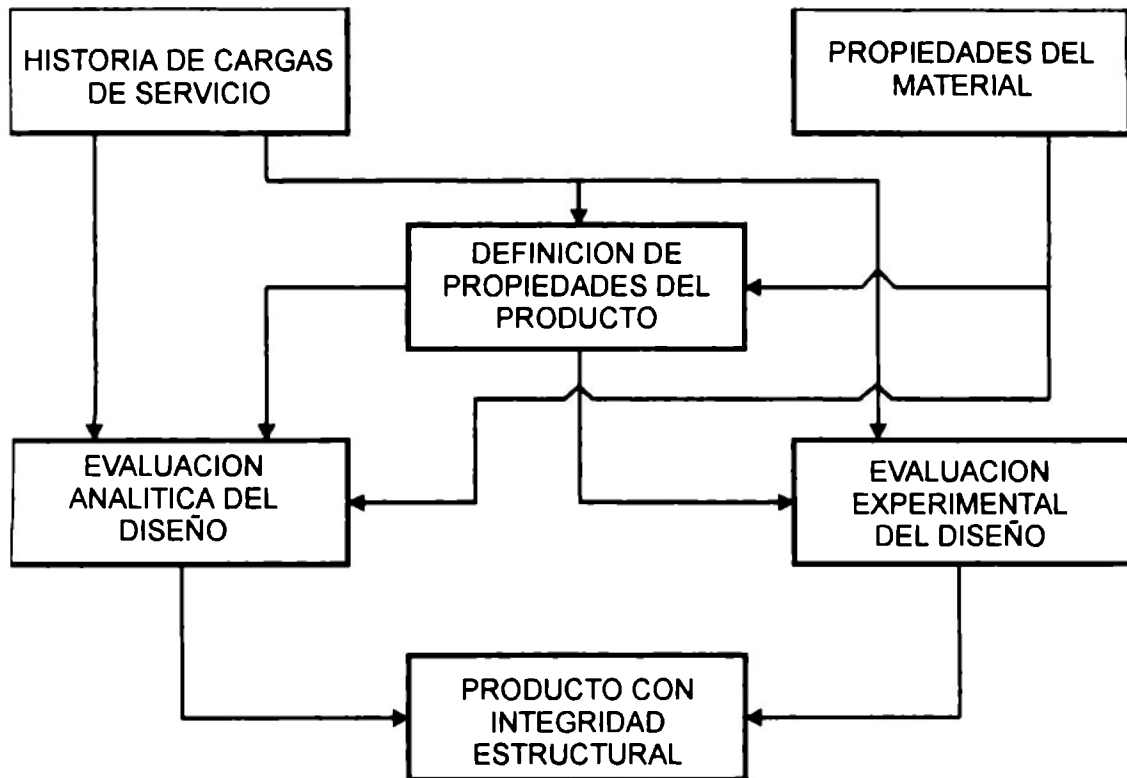 HISTORIA DE CARGAS
DE SERVICIO
PROPIEDADES DEL
MATERIAL
DEFINICION DE
PROPIEDADES DEL
PRODUCTO
EVALUACION
ANALITICA DEL
DISEÑO
EVALUACION
EXPERIMENTAL
DEL DISEÑO
PRODUCTO CON
INTEGRIDAD
ESTRUCTURAL